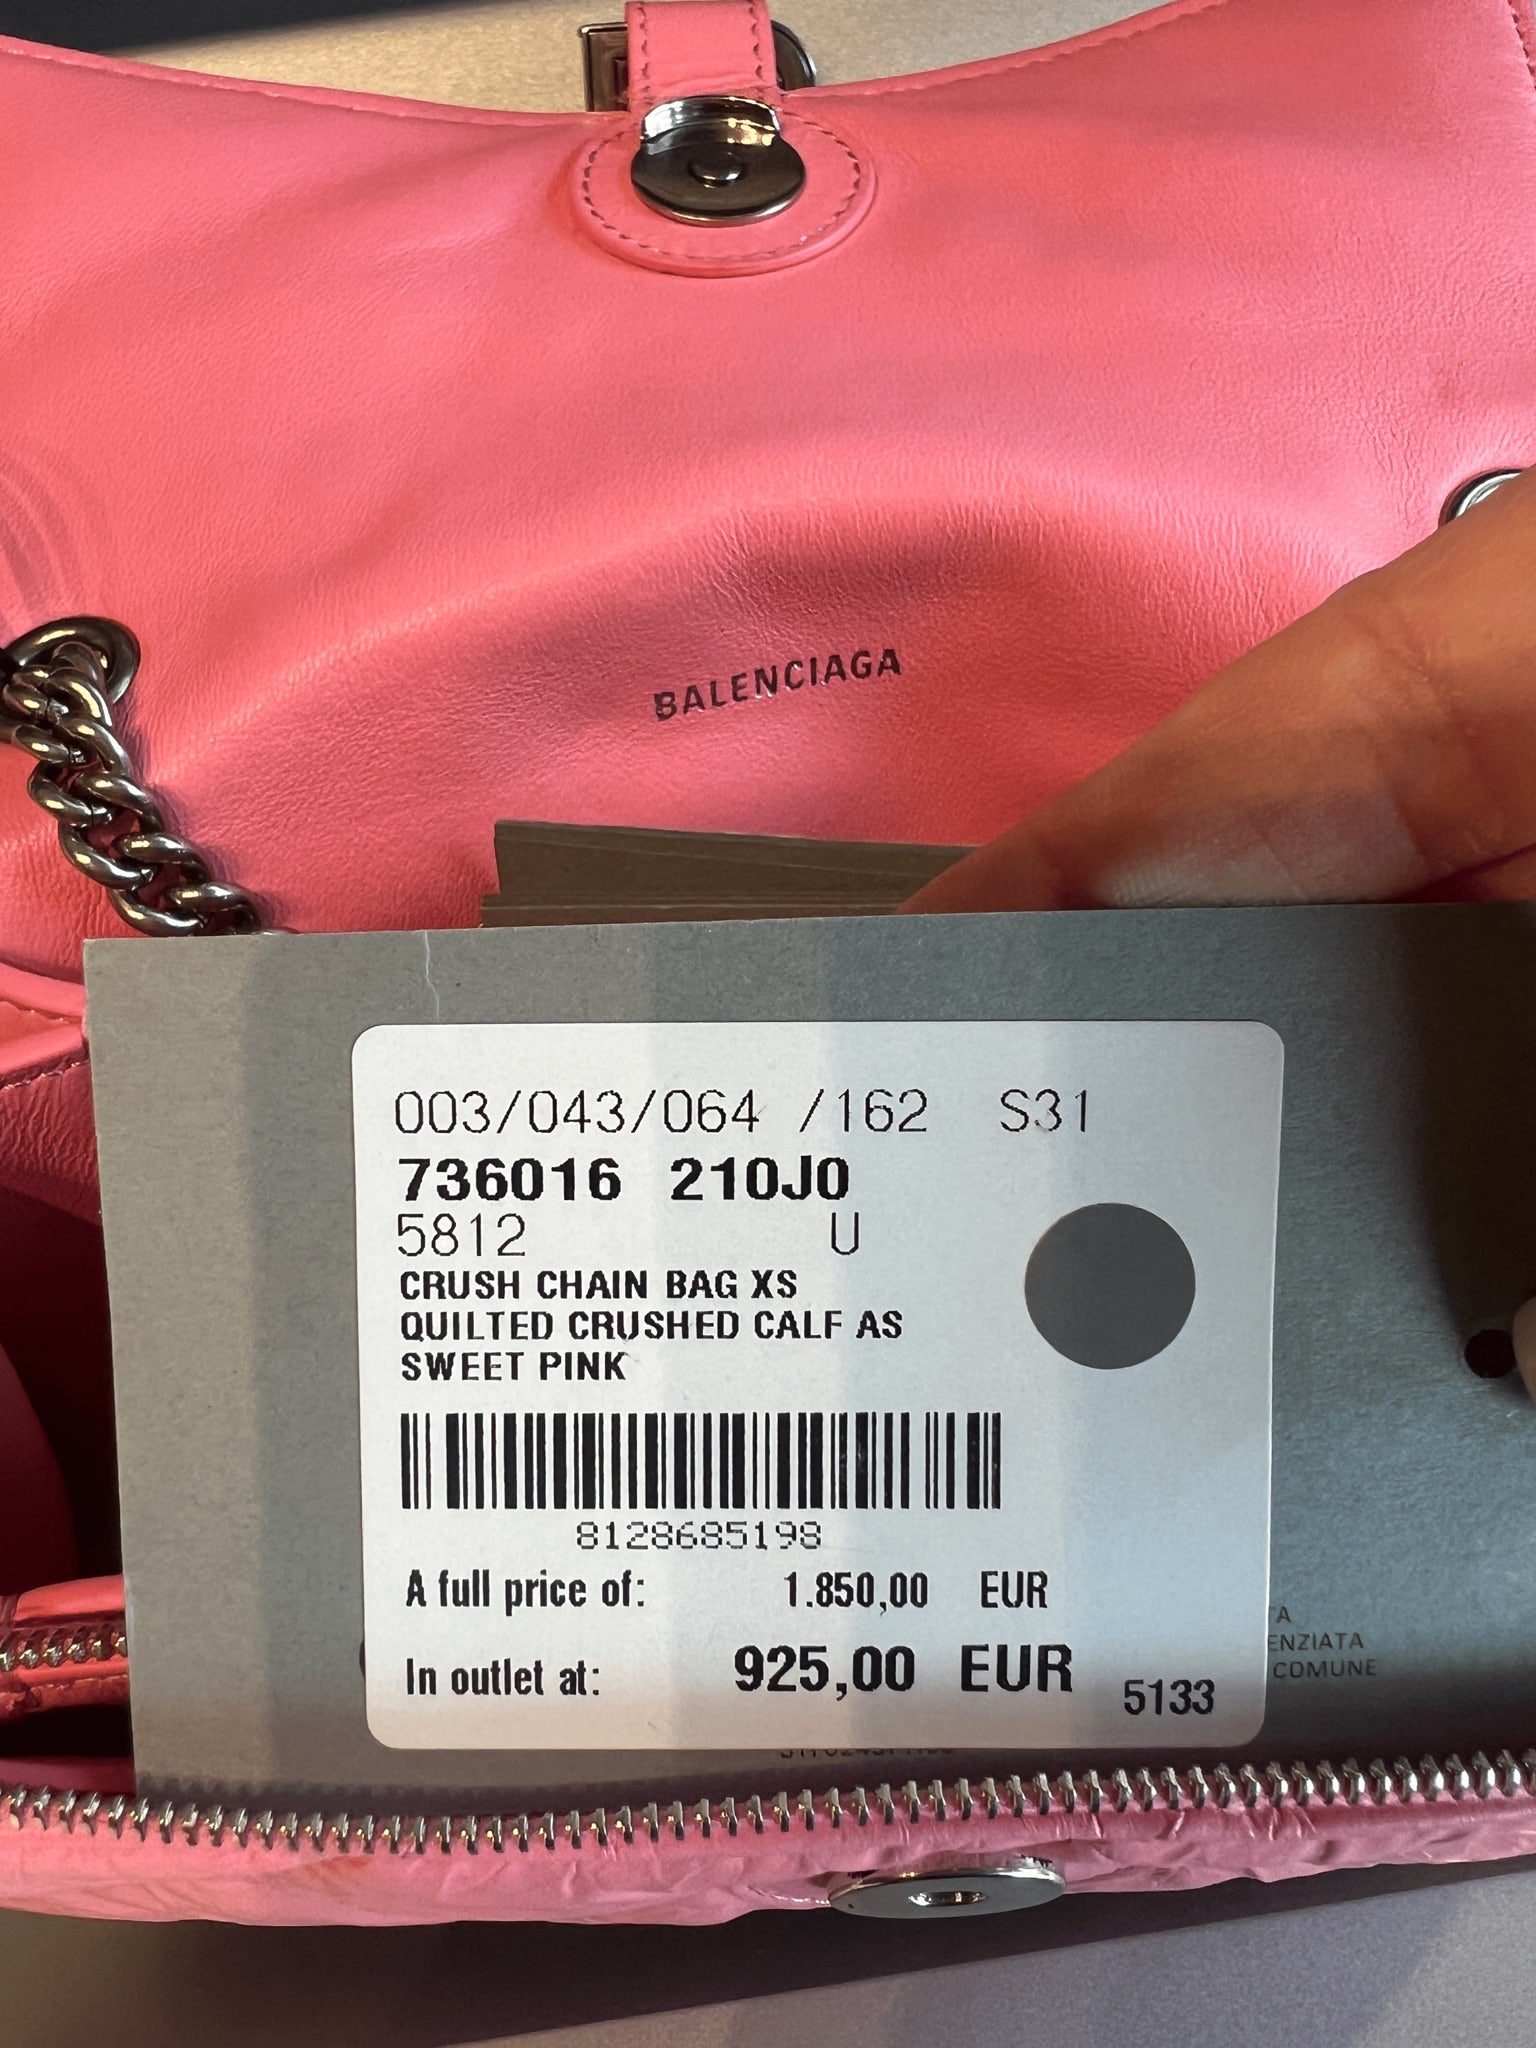 BALENCIAGA
003/043/064 /162 S31
736016 210J0
5812 U
CRUSH CHAIN BAG XS
QUILTED CRUSHED CALF AS
SWEET PINK
8128685198
A full price of: 1.850,00 EUR
In outlet at: 925,00 EUR 5133
TA
ENZIATA
COMUNE